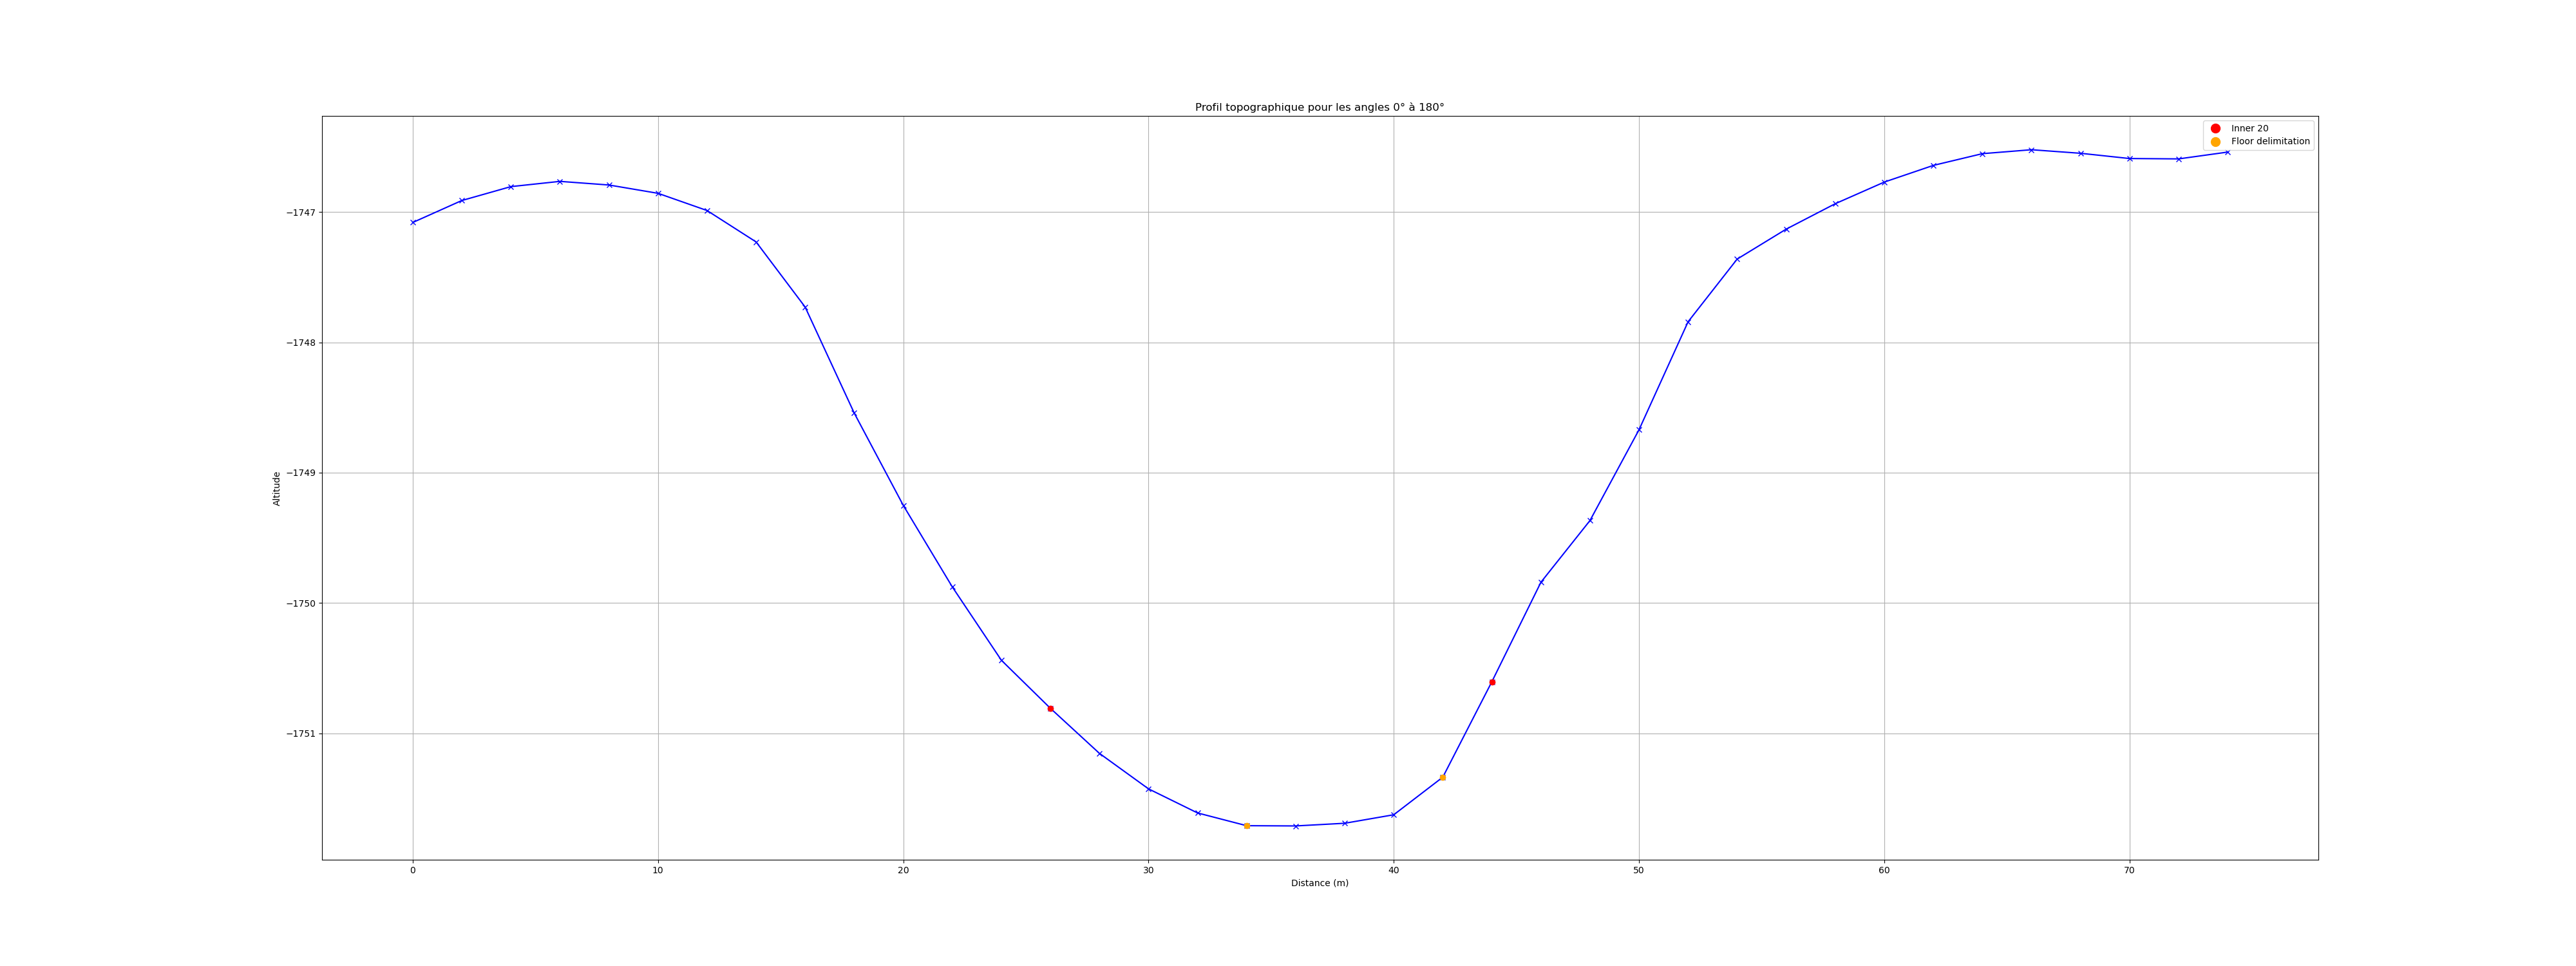 Profil topographique pour les angles 0° à 180°
Inner 20
Floor delimitation
−1747
−1748
−1749
−1750
−1751
Altitude
0 10 20 30 40 50 60 70
Distance (m)